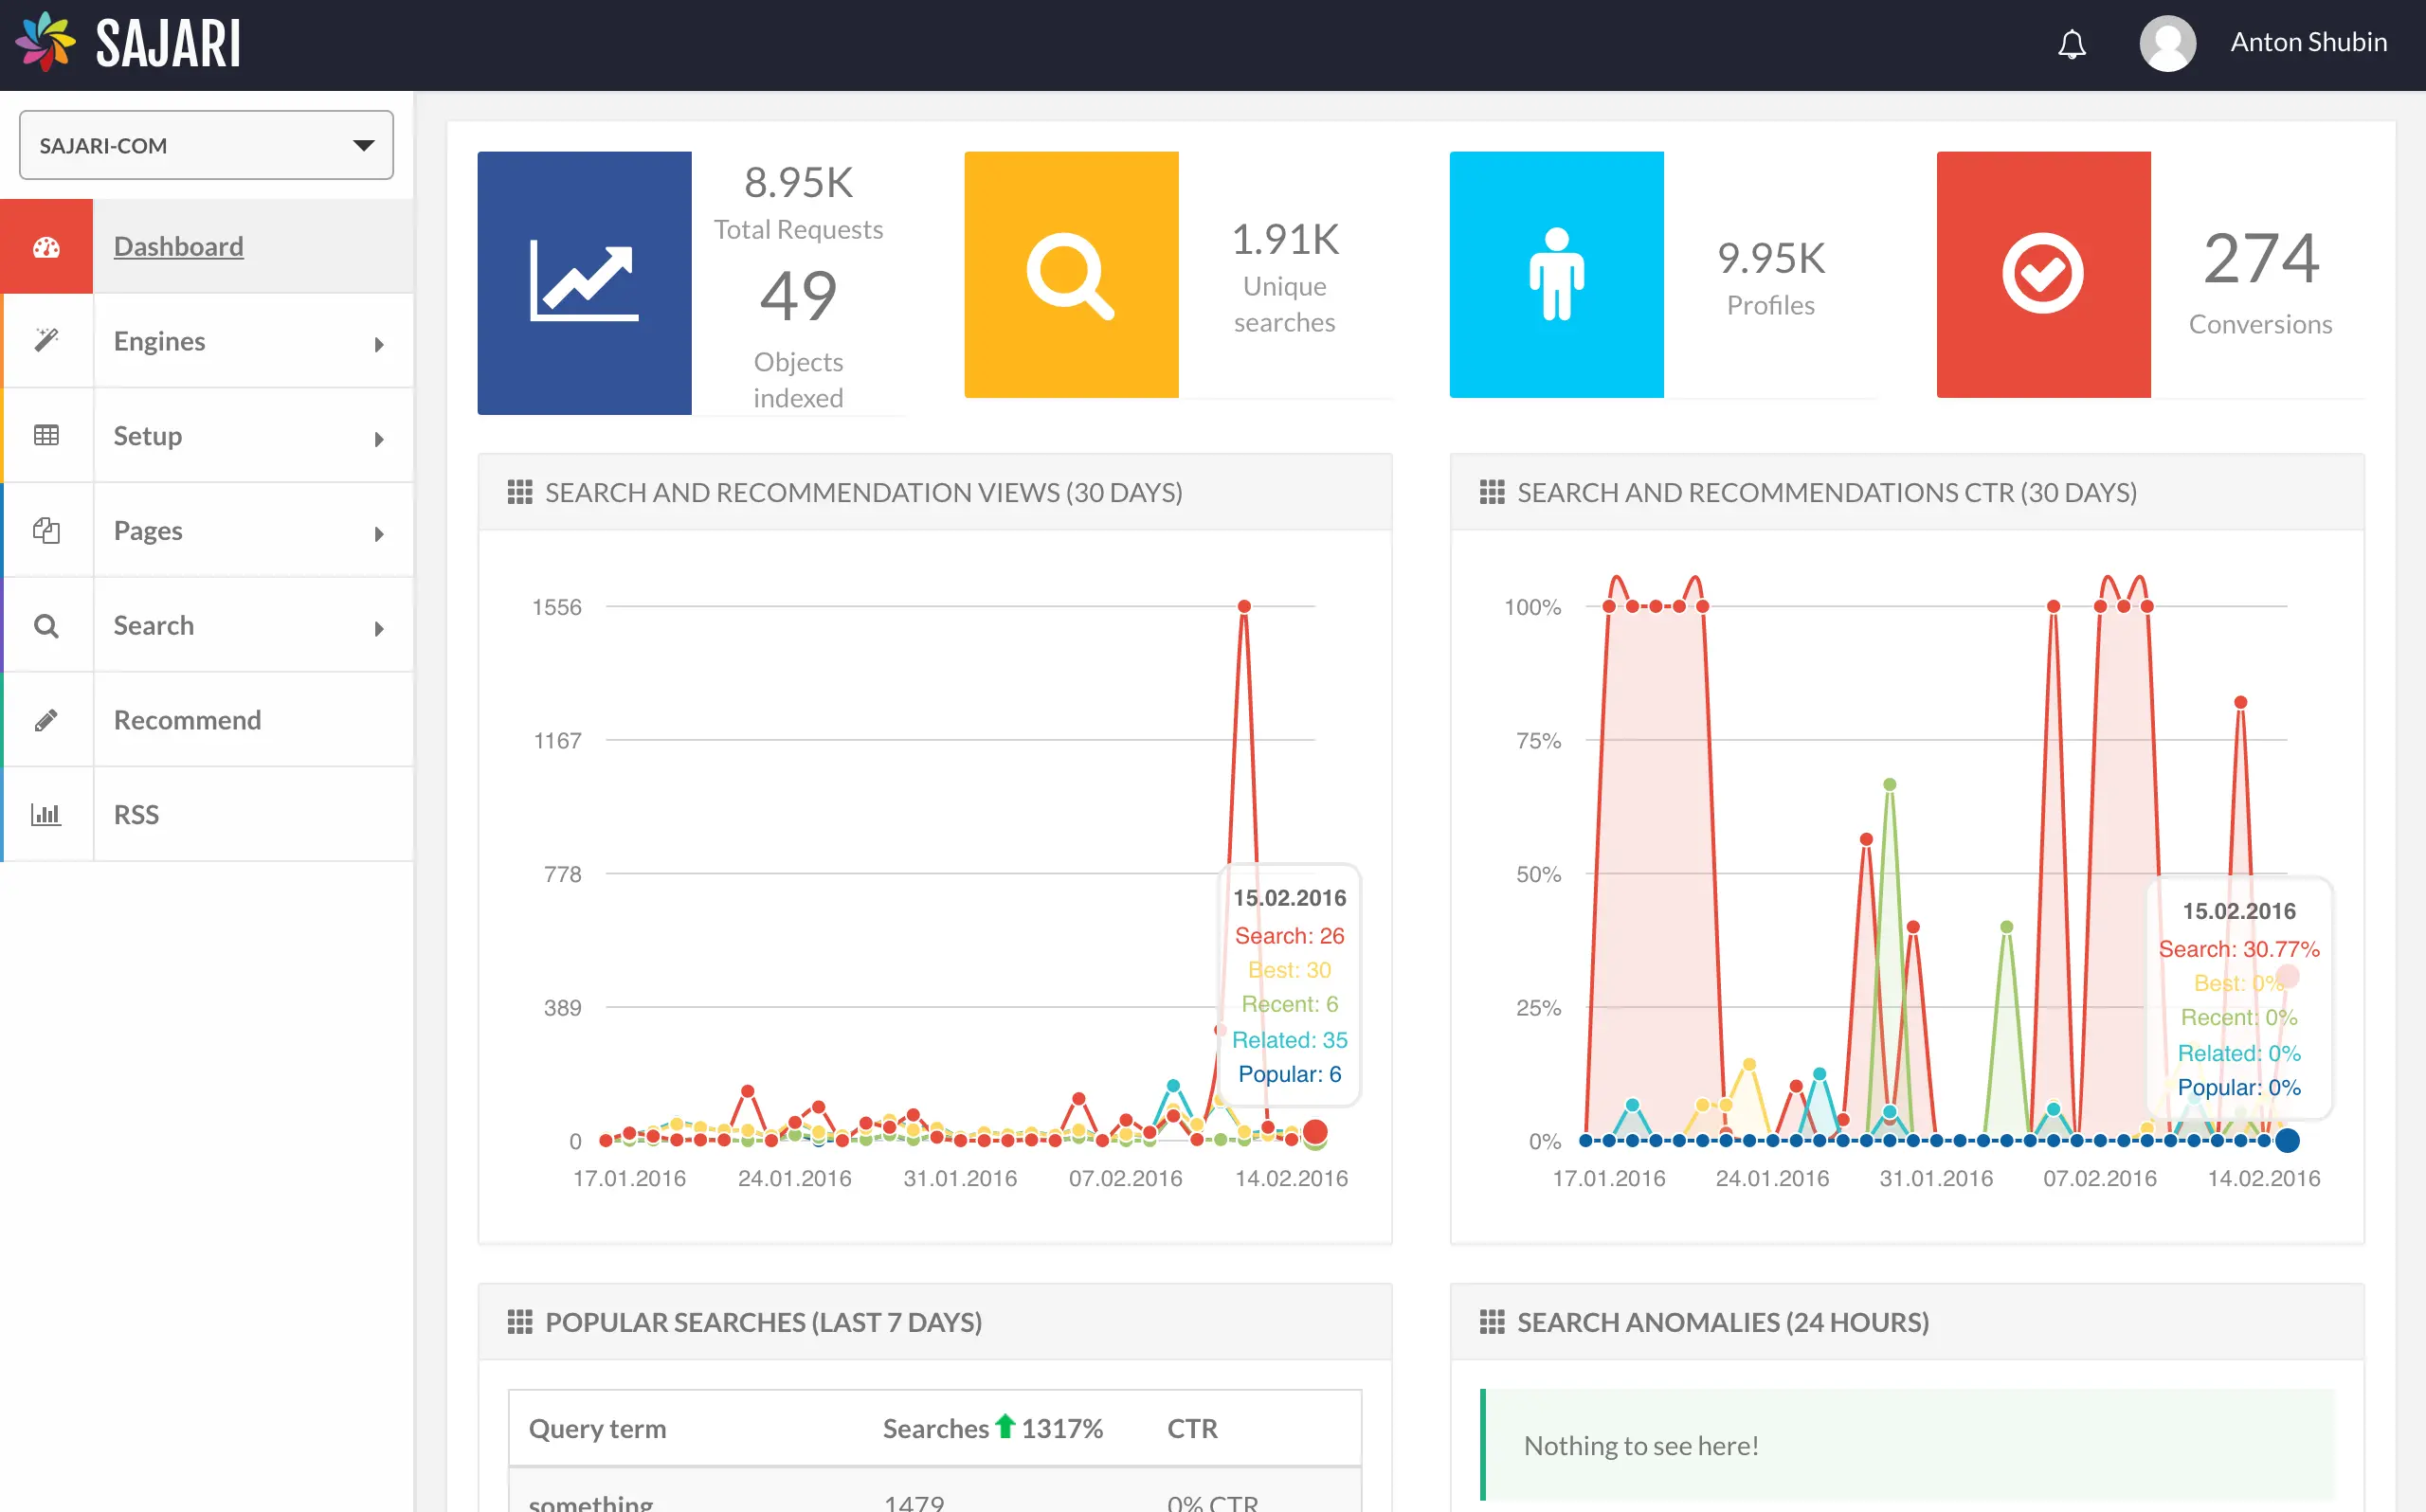 SAJARI
Anton Shubin
SAJARI-COM
Dashboard
Engines
Setup
Pages
Search
Recommend
RSS
8.95K
Total Requests
49
Objects
indexed
1.91K
Unique
searches
9.95K
Profiles
274
Conversions
SEARCH AND RECOMMENDATION VIEWS (30 DAYS)
1556
1167
778
389
0
17.01.2016
24.01.2016
31.01.2016
07.02.2016
14.02.2016
15.02.2016
Search: 26
Best: 30
Recent: 6
Related: 35
Popular: 6
SEARCH AND RECOMMENDATIONS CTR (30 DAYS)
100%
75%
50%
25%
0%
17.01.2016
24.01.2016
31.01.2016
07.02.2016
14.02.2016
15.02.2016
Search: 30.77%
Best: 0%
Recent: 0%
Related: 0%
Popular: 0%
POPULAR SEARCHES (LAST 7 DAYS)
Query term Searches 1317% CTR
something 1479 0% CTR
SEARCH ANOMALIES (24 HOURS)
Nothing to see here!